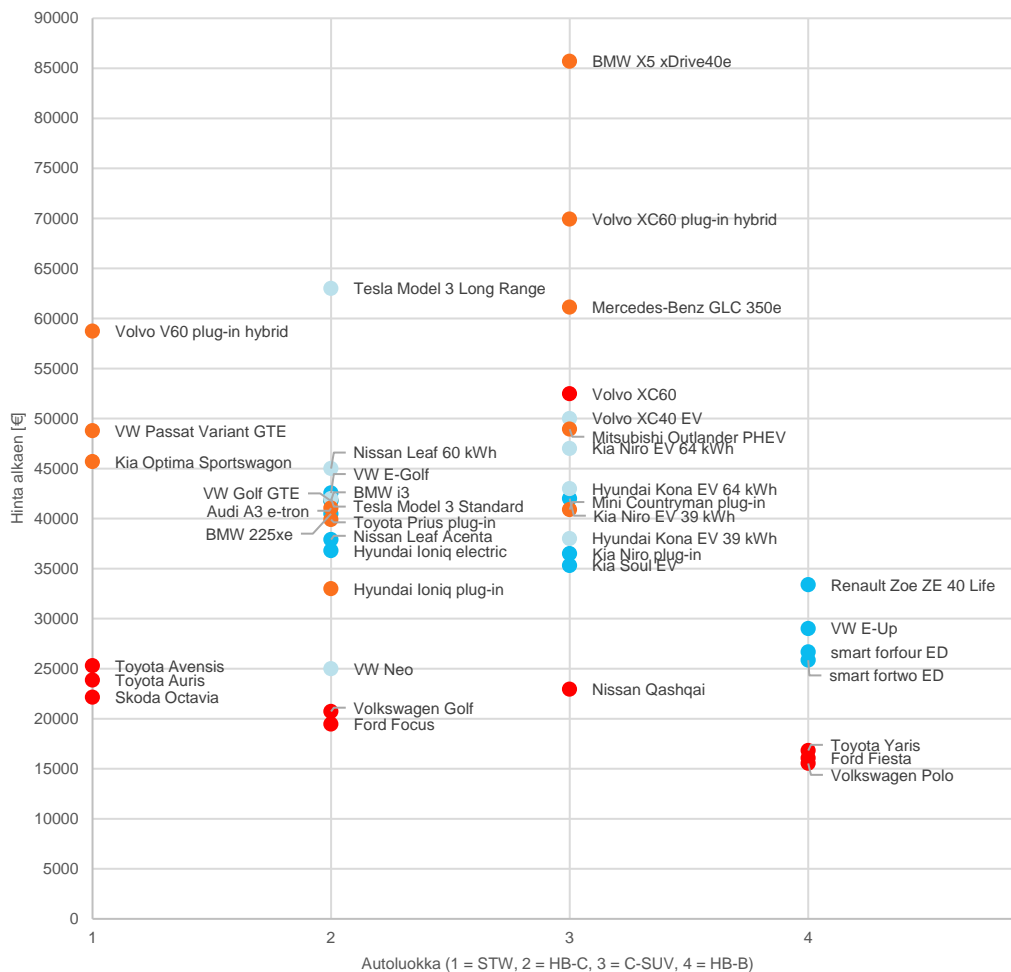 90000
85000
80000
75000
70000
65000
60000
55000
50000
45000
40000
35000
30000
25000
20000
15000
10000
5000
0
Hinta alkaen [€]
BMW X5 xDrive40e
Volvo XC60 plug-in hybrid
Tesla Model 3 Long Range
Mercedes-Benz GLC 350e
Volvo V60 plug-in hybrid
Volvo XC60
Volvo XC40 EV
VW Passat Variant GTE
Mitsubishi Outlander PHEV
Nissan Leaf 60 kWh
Kia Niro EV 64 kWh
Kia Optima Sportswagon
VW E-Golf
VW Golf GTE
BMW i3
Hyundai Kona EV 64 kWh
Audi A3 e-tron
Tesla Model 3 Standard
Mini Countryman plug-in
BMW 225xe
Toyota Prius plug-in
Kia Niro EV 39 kWh
Nissan Leaf Acenta
Hyundai Kona EV 39 kWh
Hyundai Ioniq electric
Kia Niro plug-in
Kia Soul EV
Hyundai Ioniq plug-in
Renault Zoe ZE 40 Life
VW E-Up
smart forfour ED
smart fortwo ED
Toyota Avensis
VW Neo
Toyota Auris
Skoda Octavia
Nissan Qashqai
Volkswagen Golf
Ford Focus
Toyota Yaris
Ford Fiesta
Volkswagen Polo
1
2
3
4
Autoluokka (1 = STW, 2 = HB-C, 3 = C-SUV, 4 = HB-B)